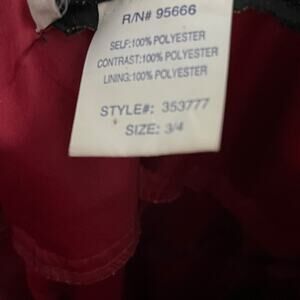 R/N# 95666
SELF:100% POLYESTER
CONTRAST:100% POLYESTER
LINING:100% POLYESTER
STYLE#: 353777
SIZE: 3/4